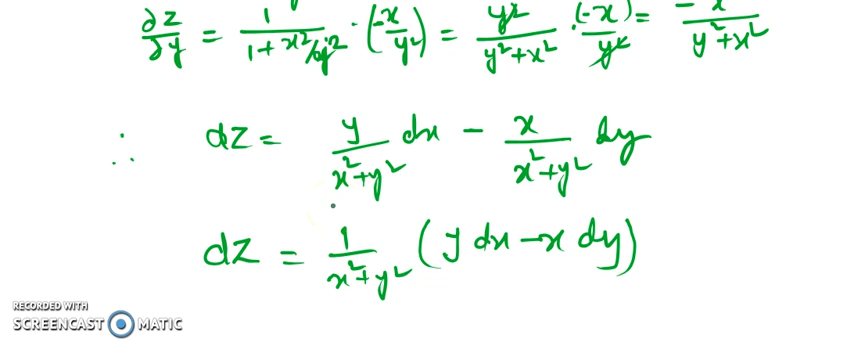 ∂z/∂y = 1/(1+x²/y²) · (-x/y²) = y²/(y²+x²) · (-x)/y² = -x/(y²+x²)
∴ dz = y/(x²+y²) dx - x/(x²+y²) dy
dz = 1/(x²+y²) (y dx - x dy)
RECORDED WITH
SCREENCAST MATIC